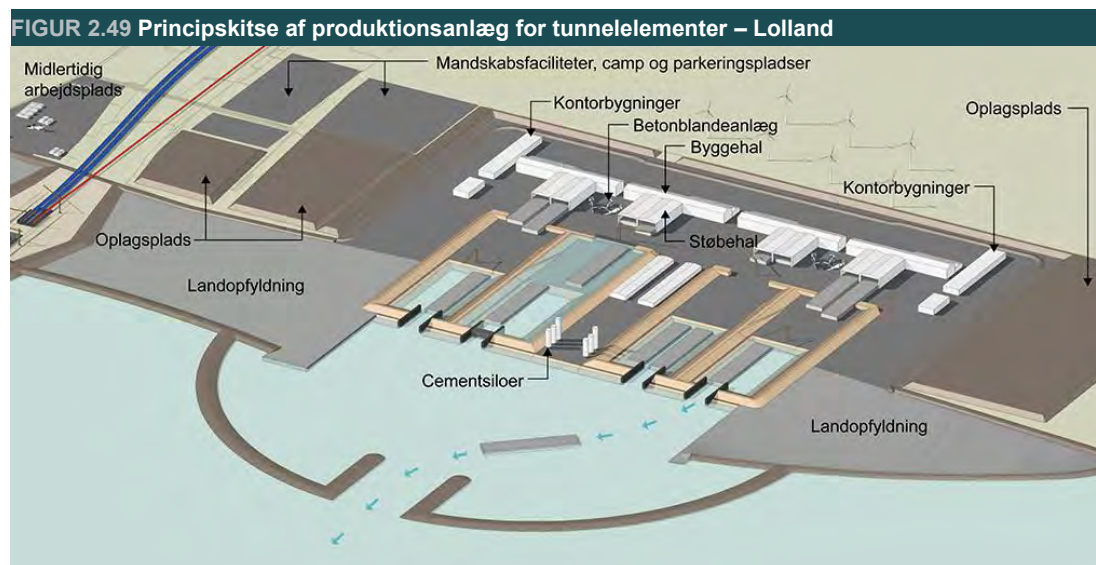 FIGUR 2.49 Principskitse af produktionsanlæg for tunnelelementer – Lolland
Midlertidig
arbejdsplads
Mandskabsfaciliteter, camp og parkeringspladser
Kontorbygninger
Oplagsplads
Betonblandeanlæg
Byggehal
Kontorbygninger
Oplagsplads
Støbehal
Landopfyldning
Cementsiloer
Landopfyldning